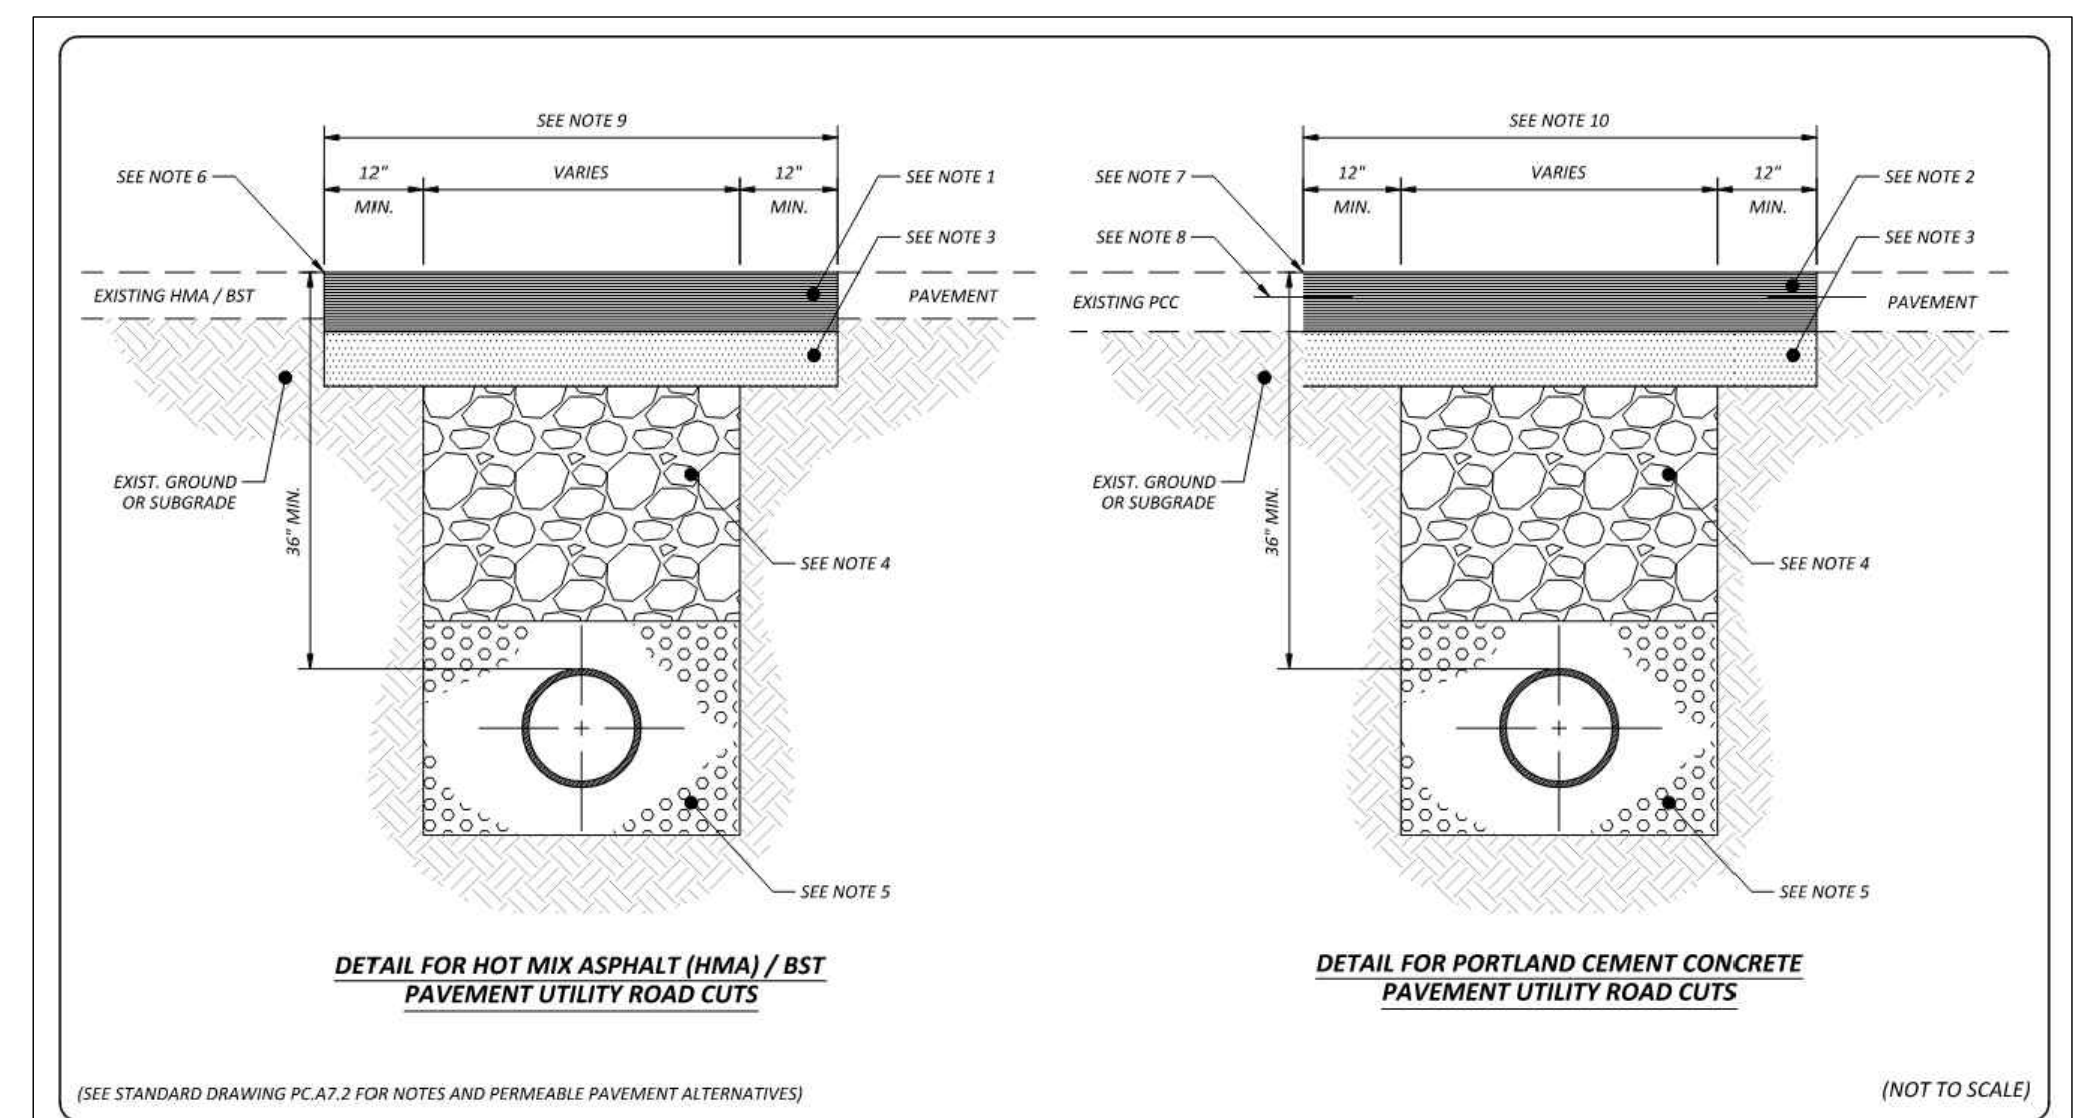 SEE NOTE 9
SEE NOTE 6
12"
MIN.
VARIES
12"
MIN.
SEE NOTE 1
SEE NOTE 3
EXISTING HMA / BST
PAVEMENT
EXIST. GROUND
OR SUBGRADE
36" MIN.
SEE NOTE 4
SEE NOTE 5
DETAIL FOR HOT MIX ASPHALT (HMA) / BST
PAVEMENT UTILITY ROAD CUTS
SEE NOTE 10
SEE NOTE 7
12"
MIN.
VARIES
12"
MIN.
SEE NOTE 2
SEE NOTE 8
SEE NOTE 3
EXISTING PCC
PAVEMENT
EXIST. GROUND
OR SUBGRADE
36" MIN.
SEE NOTE 4
SEE NOTE 5
DETAIL FOR PORTLAND CEMENT CONCRETE
PAVEMENT UTILITY ROAD CUTS
(SEE STANDARD DRAWING PC.A7.2 FOR NOTES AND PERMEABLE PAVEMENT ALTERNATIVES)
(NOT TO SCALE)